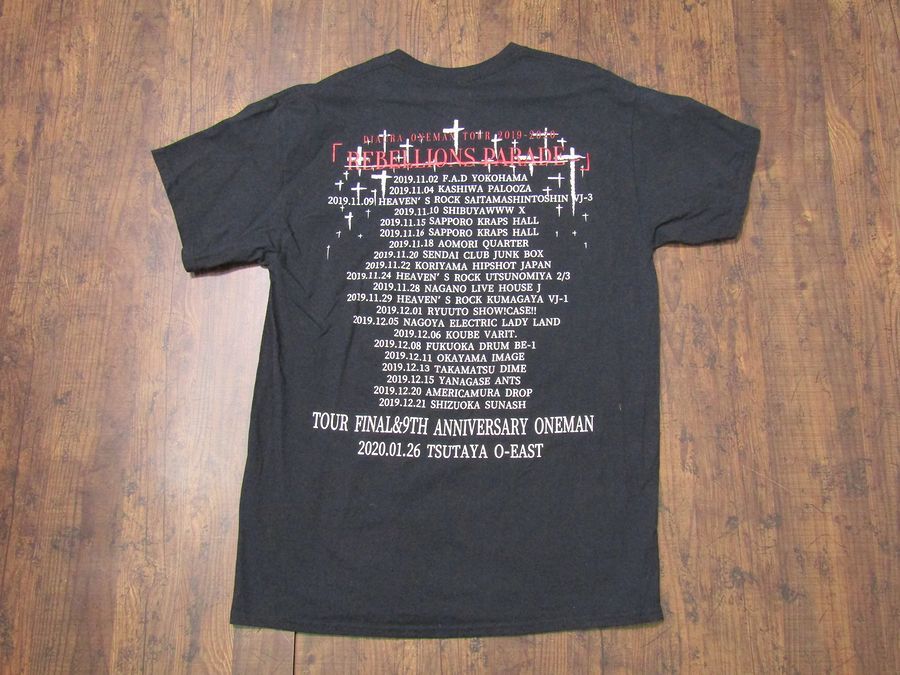 DIAURA ONEMAN TOUR 2019-2020
「REBELLIONS PARADE」
2019.11.02 F.A.D YOKOHAMA
2019.11.04 KASHIWA PALOOZA
2019.11.09 HEAVEN' S ROCK SAITAMASHINTOSHIN VJ-3
2019.11.10 SHIBUYAWWW X
2019.11.15 SAPPORO KRAPS HALL
2019.11.16 SAPPORO KRAPS HALL
2019.11.18 AOMORI QUARTER
2019.11.20 SENDAI CLUB JUNK BOX
2019.11.22 KORIYAMA HIPSHOT JAPAN
2019.11.24 HEAVEN' S ROCK UTSUNOMIYA 2/3
2019.11.28 NAGANO LIVE HOUSE J
2019.11.29 HEAVEN' S ROCK KUMAGAYA VJ-1
2019.12.01 RYUUTO SHOW!CASE!!
2019.12.05 NAGOYA ELECTRIC LADY LAND
2019.12.06 KOUBE VARIT.
2019.12.08 FUKUOKA DRUM BE-1
2019.12.11 OKAYAMA IMAGE
2019.12.13 TAKAMATSU DIME
2019.12.15 YANAGASE ANTS
2019.12.20 AMERICAMURA DROP
2019.12.21 SHIZUOKA SUNASH
TOUR FINAL&9TH ANNIVERSARY ONEMAN
2020.01.26 TSUTAYA O-EAST